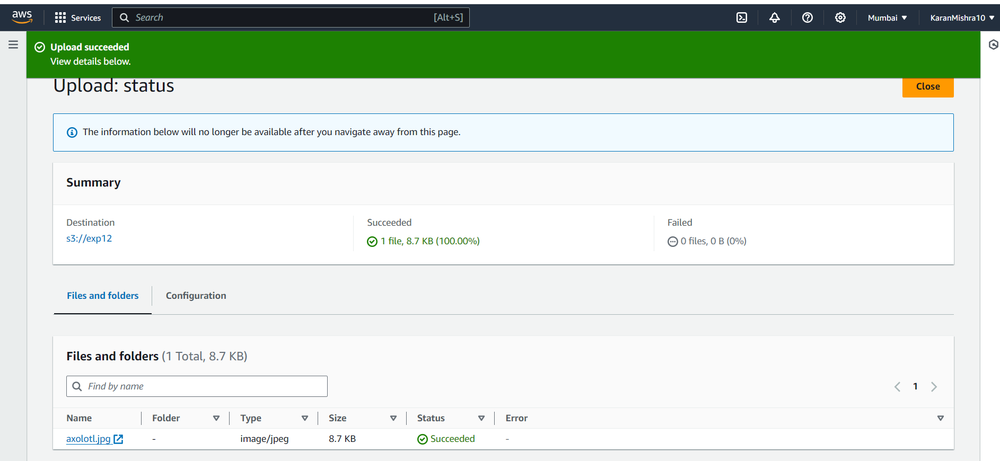 aws Services Search [Alt+S] Mumbai KaranMishra10
Upload succeeded
View details below.
Upload: status
Close
The information below will no longer be available after you navigate away from this page.
Summary
Destination Succeeded Failed
s3://exp12 1 file, 8.7 KB (100.00%) 0 files, 0 B (0%)
Files and folders Configuration
Files and folders (1 Total, 8.7 KB)
Find by name 1
Name Folder Type Size Status Error
axolotl.jpg - image/jpeg 8.7 KB Succeeded -